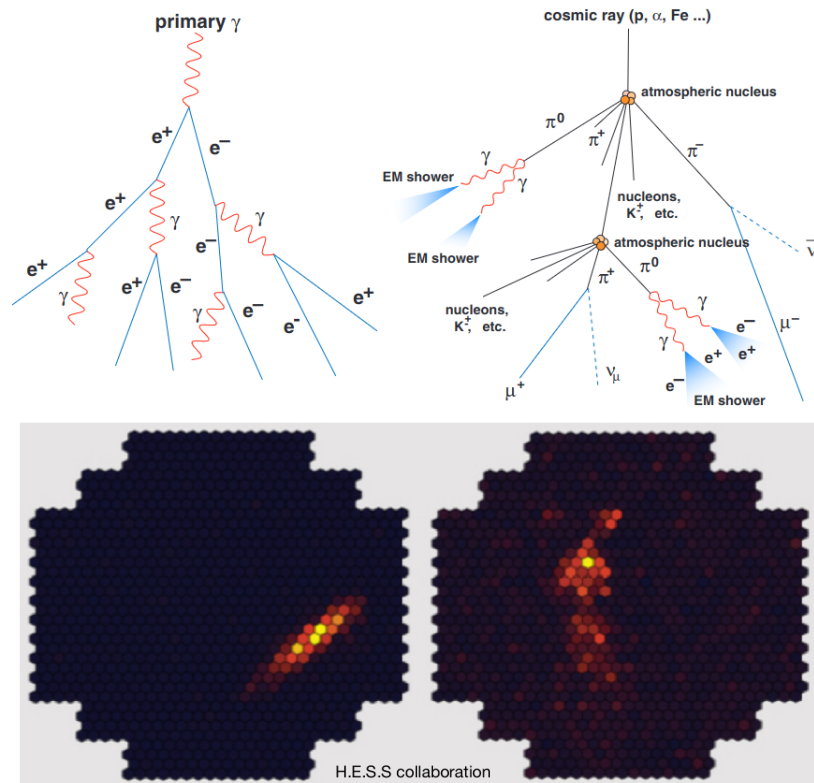 primary γ
e⁺
e⁻
e⁺
γ
γ
e⁺
γ
e⁺
e⁻
e⁻
γ
e⁻
e-
e⁺
cosmic ray (p, α, Fe ...)
atmospheric nucleus
π⁰
π⁺
π⁻
γ
γ
EM shower
EM shower
nucleons,
K±, etc.
atmospheric nucleus
ν̄
π⁺
π⁰
nucleons,
K±, etc.
γ
γ
e⁻
e⁺
e⁺
μ⁻
μ⁺
ν_μ
e⁻
EM shower
H.E.S.S collaboration